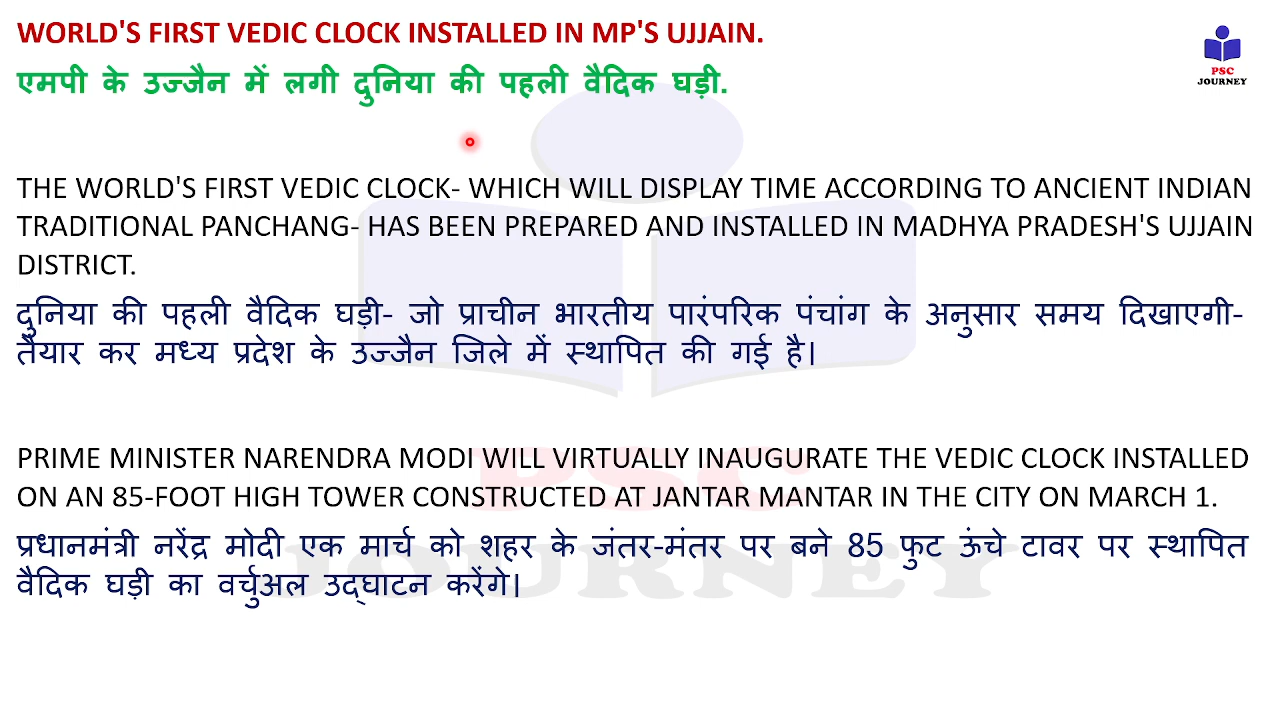 WORLD'S FIRST VEDIC CLOCK INSTALLED IN MP'S UJJAIN.
एमपी के उज्जैन में लगी दुनिया की पहली वैदिक घड़ी.
PSC
JOURNEY
THE WORLD'S FIRST VEDIC CLOCK- WHICH WILL DISPLAY TIME ACCORDING TO ANCIENT INDIAN
TRADITIONAL PANCHANG- HAS BEEN PREPARED AND INSTALLED IN MADHYA PRADESH'S UJJAIN
DISTRICT.
दुनिया की पहली वैदिक घड़ी- जो प्राचीन भारतीय पारंपरिक पंचांग के अनुसार समय दिखाएगी-
तैयार कर मध्य प्रदेश के उज्जैन जिले में स्थापित की गई है।
PRIME MINISTER NARENDRA MODI WILL VIRTUALLY INAUGURATE THE VEDIC CLOCK INSTALLED
ON AN 85-FOOT HIGH TOWER CONSTRUCTED AT JANTAR MANTAR IN THE CITY ON MARCH 1.
प्रधानमंत्री नरेंद्र मोदी एक मार्च को शहर के जंतर-मंतर पर बने 85 फुट ऊंचे टावर पर स्थापित
वैदिक घड़ी का वर्चुअल उद्घाटन करेंगे।
PSC
JOURNEY